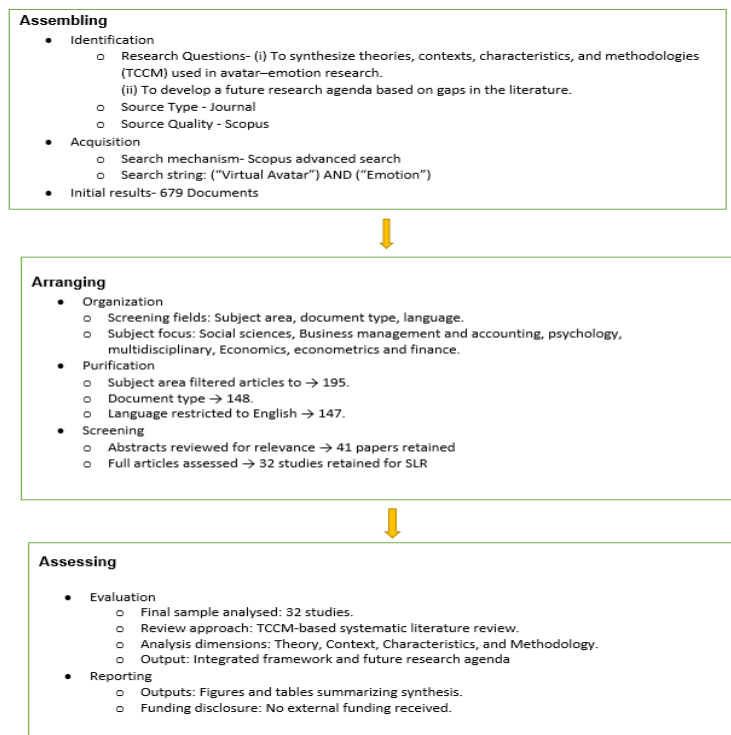 Assembling
• Identification
o Research Questions- (i) To synthesize theories, contexts, characteristics, and methodologies
(TCCM) used in avatar–emotion research.
(ii) To develop a future research agenda based on gaps in the literature.
o Source Type - Journal
o Source Quality - Scopus
• Acquisition
o Search mechanism- Scopus advanced search
o Search string: (“Virtual Avatar”) AND (“Emotion”)
• Initial results- 679 Documents
Arranging
• Organization
o Screening fields: Subject area, document type, language.
o Subject focus: Social sciences, Business management and accounting, psychology,
multidisciplinary, Economics, econometrics and finance.
• Purification
o Subject area filtered articles to → 195.
o Document type → 148.
o Language restricted to English → 147.
• Screening
o Abstracts reviewed for relevance → 41 papers retained
o Full articles assessed → 32 studies retained for SLR
Assessing
• Evaluation
o Final sample analysed: 32 studies.
o Review approach: TCCM-based systematic literature review.
o Analysis dimensions: Theory, Context, Characteristics, and Methodology.
o Output: Integrated framework and future research agenda
• Reporting
o Outputs: Figures and tables summarizing synthesis.
o Funding disclosure: No external funding received.